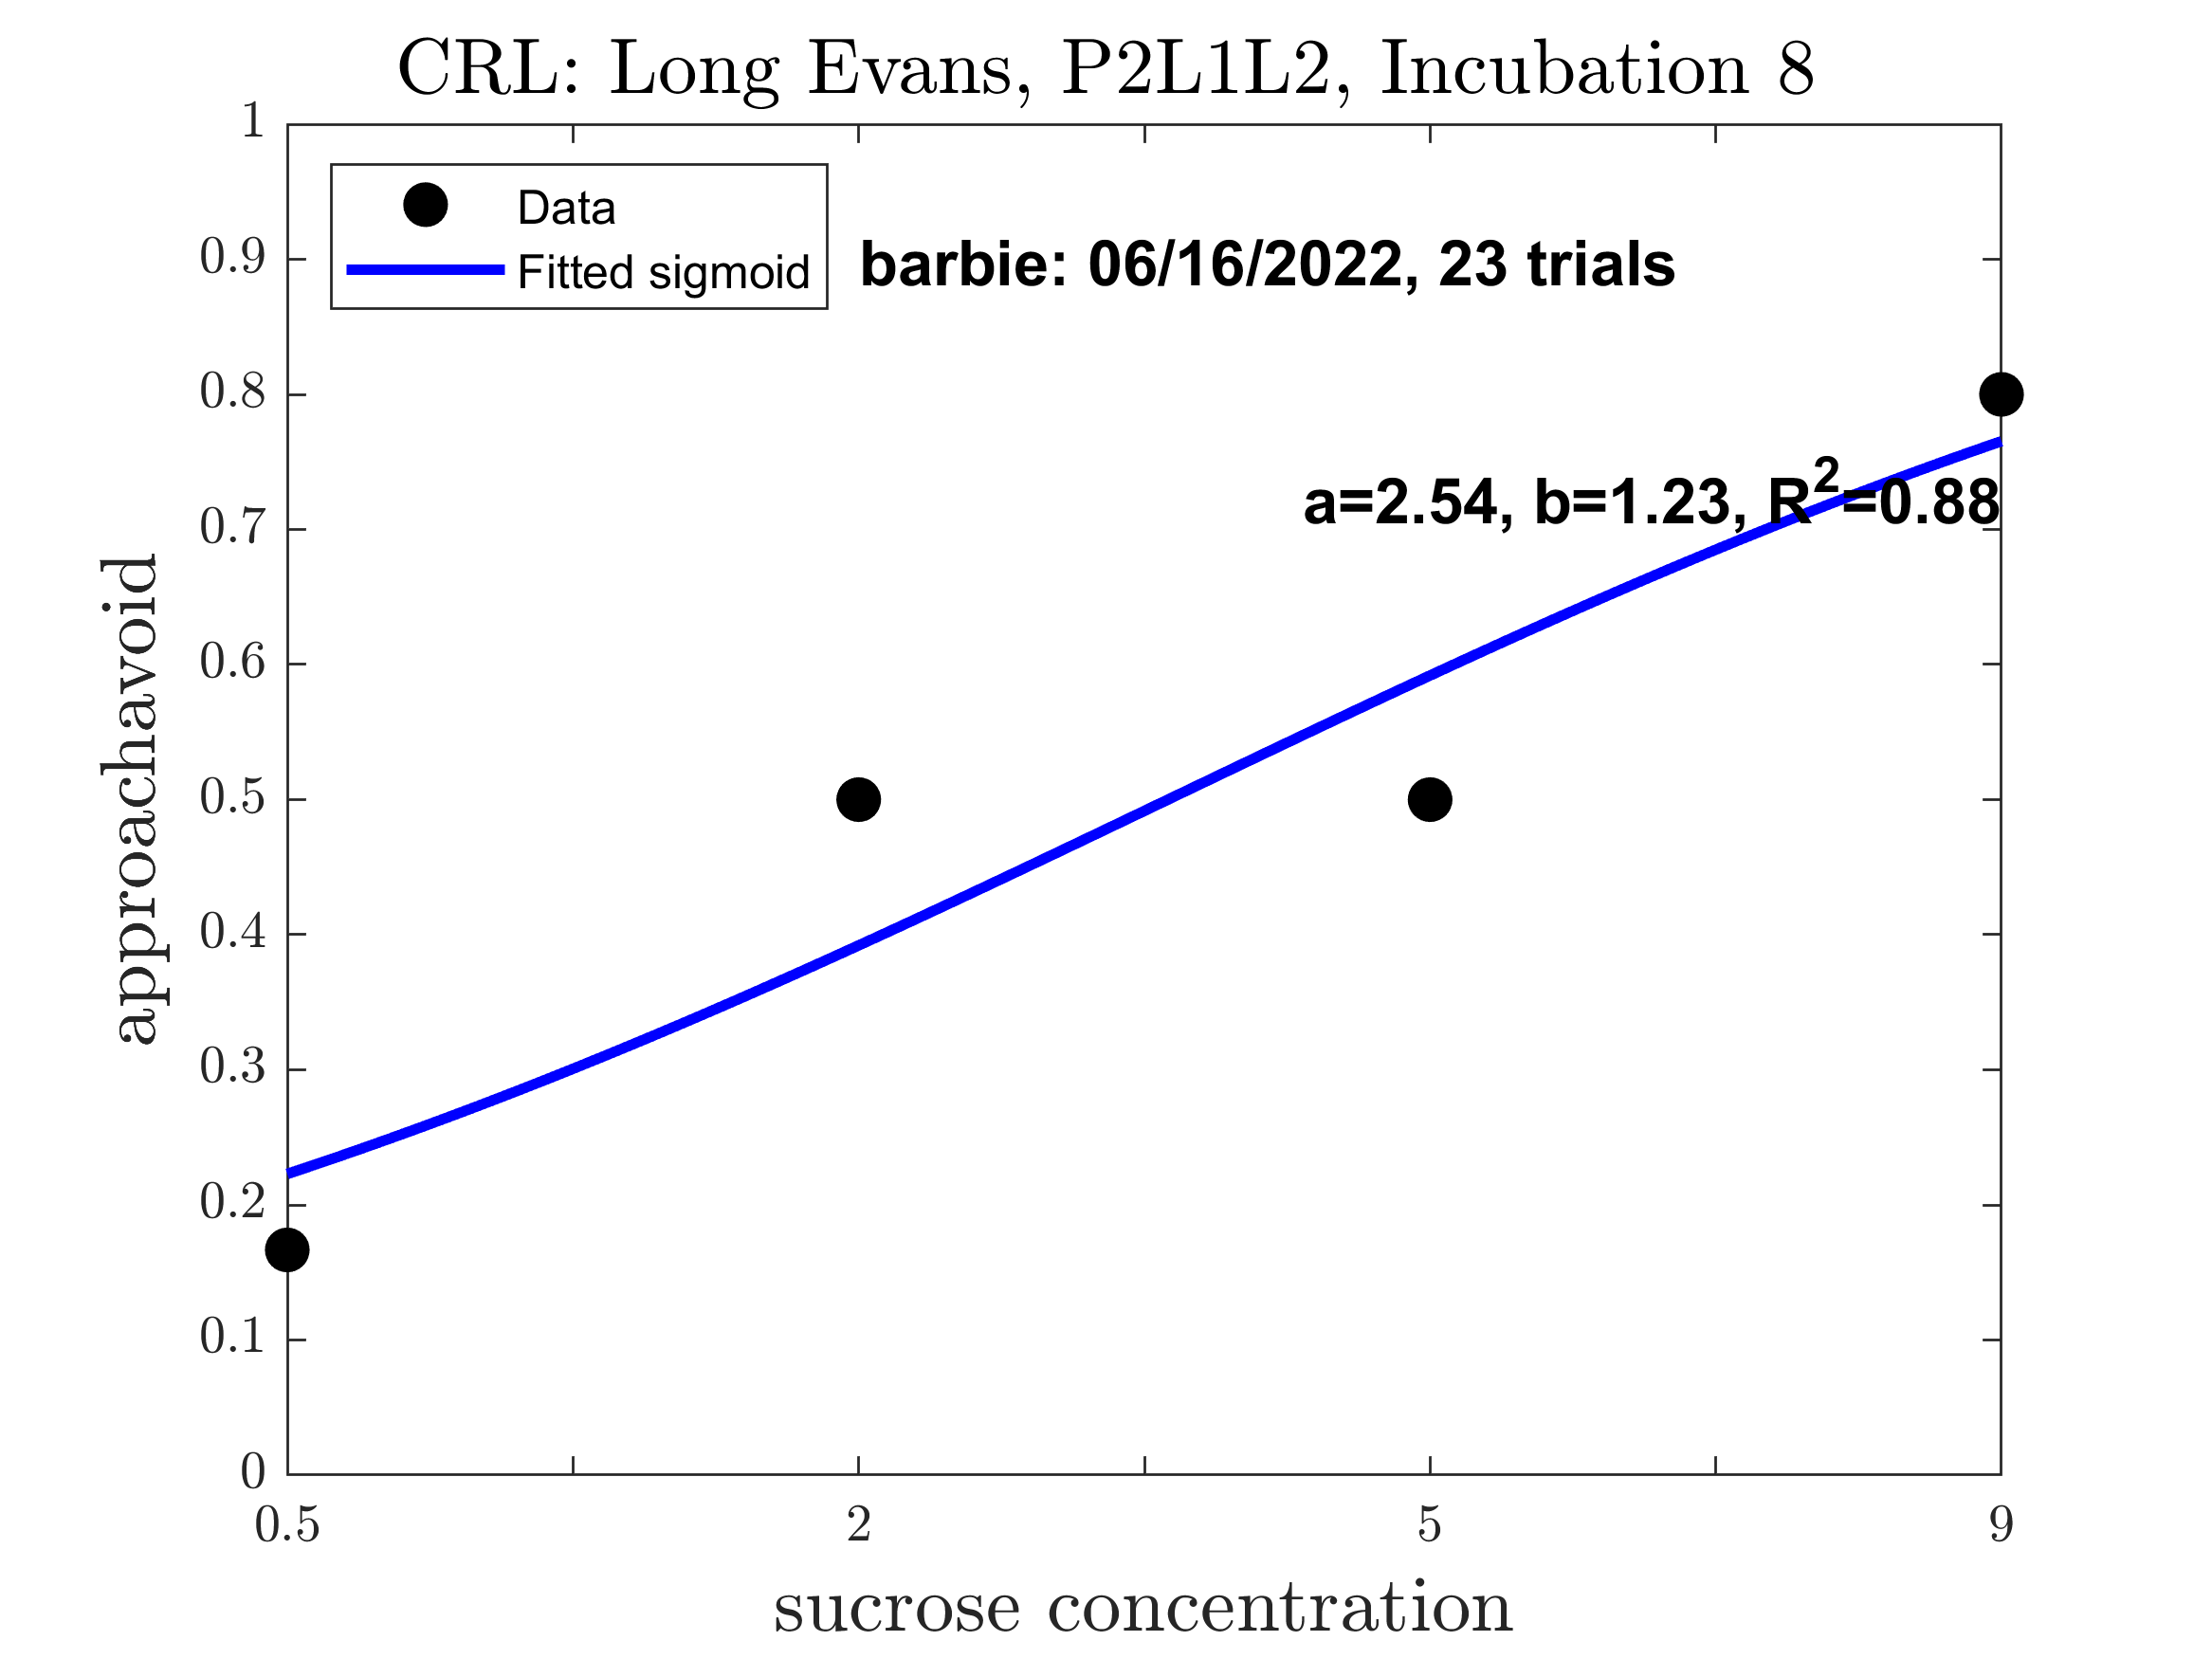 CRL: Long Evans, P2L1L2, Incubation 8
1
Data
Fitted sigmoid
barbie: 06/16/2022, 23 trials
0.9
0.8
a=2.54, b=1.23, R²=0.88
0.7
0.6
0.5
0.4
0.3
0.2
0.1
0
approachavoid
0.5 2 5 9
sucrose concentration